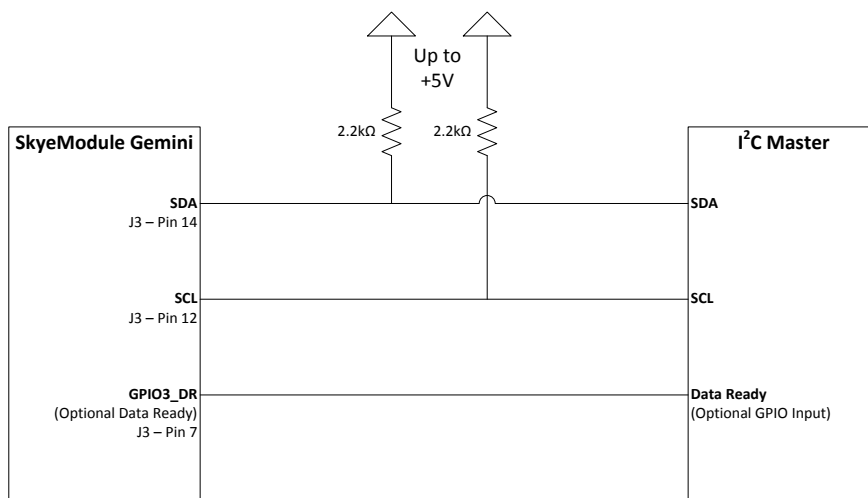 Up to
+5V
2.2kΩ
2.2kΩ
SkyeModule Gemini
I²C Master
SDA
J3 – Pin 14
SDA
SCL
J3 – Pin 12
SCL
GPIO3_DR
(Optional Data Ready)
J3 – Pin 7
Data Ready
(Optional GPIO Input)